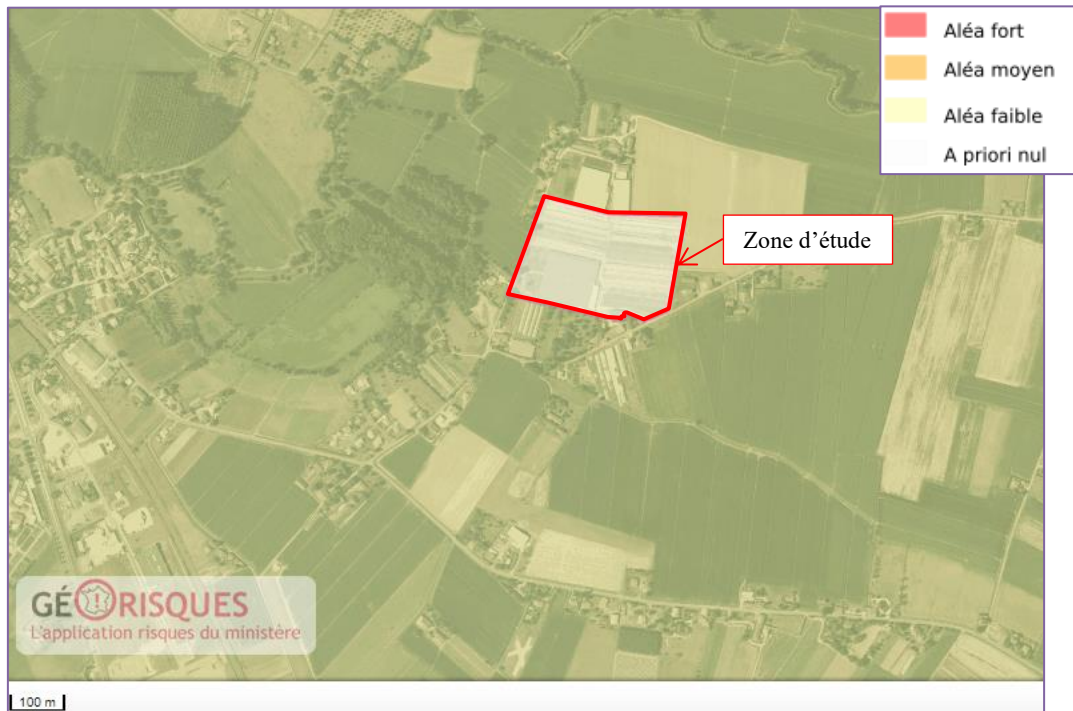 Aléa fort
Aléa moyen
Aléa faible
A priori nul
Zone d'étude
GÉORISQUES
L'application risques du ministère
100 m